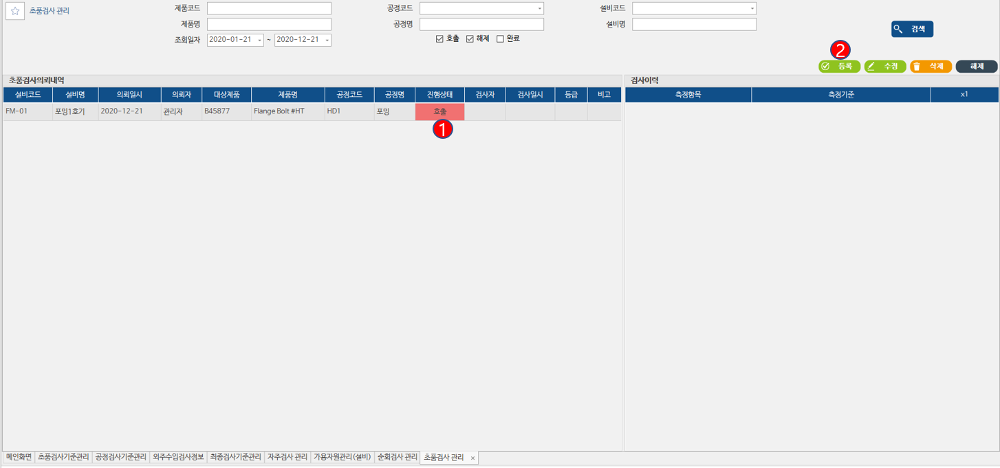 초품검사 관리
제품코드 공정코드 설비코드
제품명 공정명 설비명
조회일자 2020-01-21 ~ 2020-12-21 호출 해제 완료
검색
2
등록 수정 삭제 해제
초품검사의뢰내역 검사이력
설비코드 설비명 의뢰일시 의뢰자 대상제품 제품명 공정코드 공정명 진행상태 검사자 검사일시 등급 비고 측정항목 측정기준 x1
FM-01 포밍1호기 2020-12-21 관리자 B45877 Flange Bolt #HT HD1 포밍 호출
1
메인화면 초품검사기준관리 공정검사기준관리 외주수입검사정보 최종검사기준관리 자주검사 관리 가용자원관리(설비) 순회검사 관리 초품검사 관리 ×